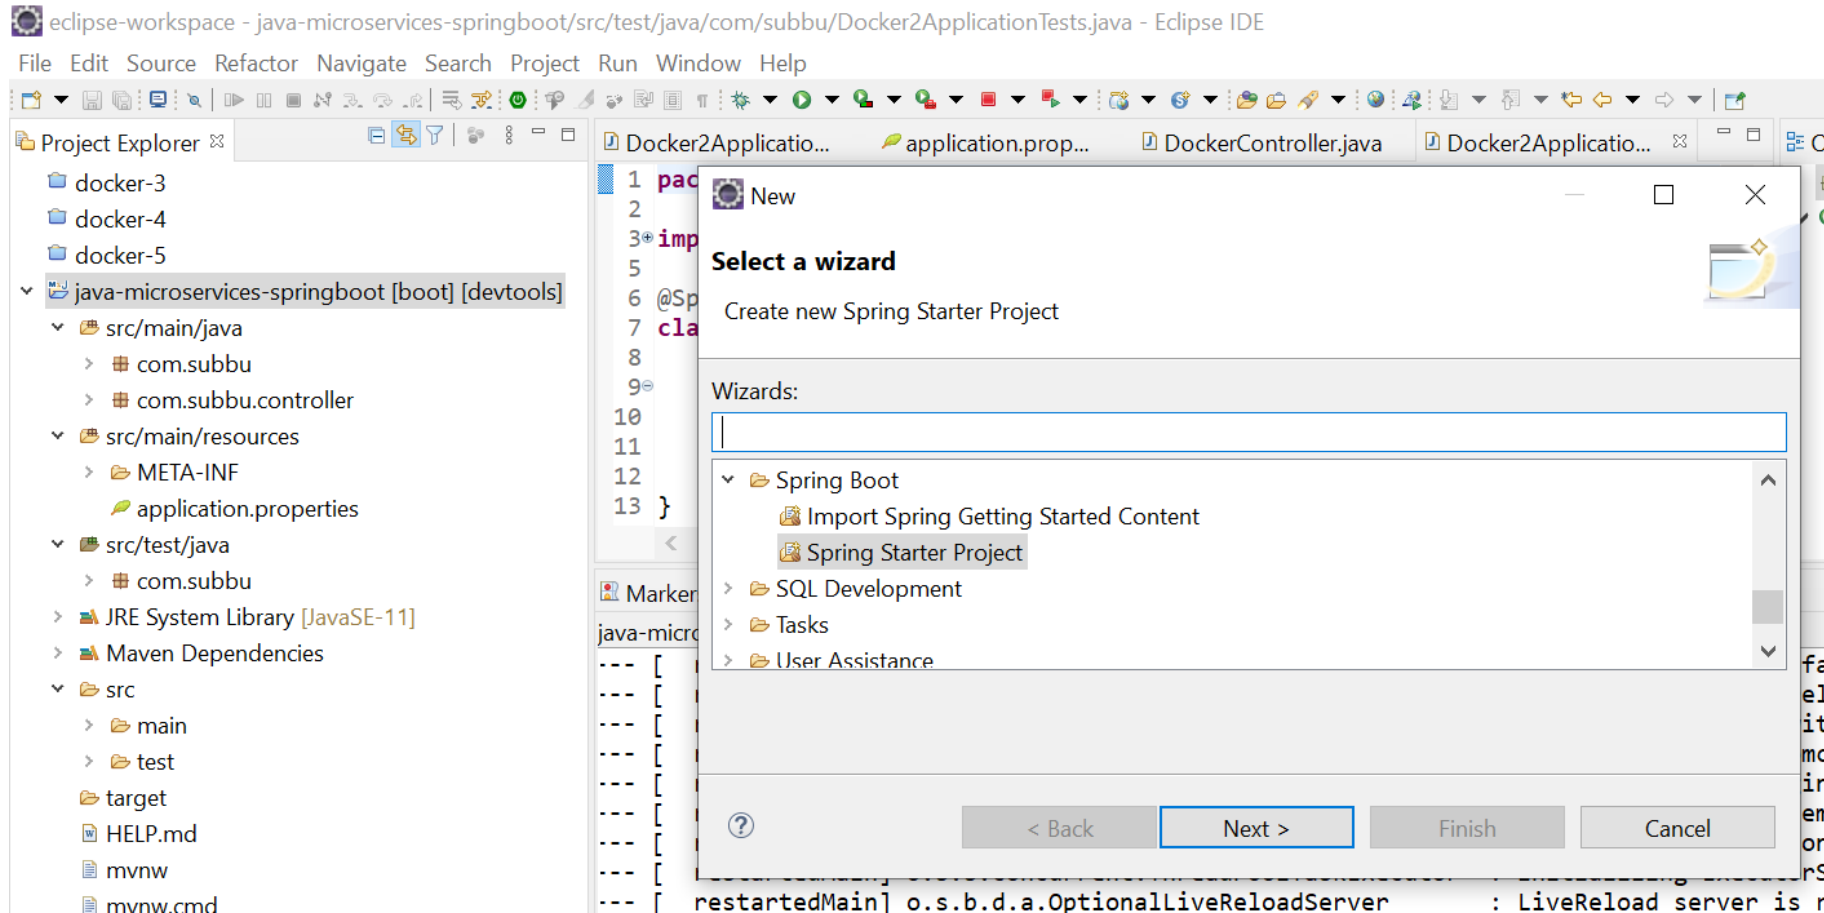 eclipse-workspace - java-microservices-springboot/src/test/java/com/subbu/Docker2ApplicationTests.java - Eclipse IDE
File Edit Source Refactor Navigate Search Project Run Window Help
Project Explorer
docker-3
docker-4
docker-5
java-microservices-springboot [boot] [devtools]
src/main/java
com.subbu
com.subbu.controller
src/main/resources
META-INF
application.properties
src/test/java
com.subbu
JRE System Library [JavaSE-11]
Maven Dependencies
src
main
test
target
HELP.md
mvnw
mvnw.cmd
Docker2Applicatio... application.prop... DockerController.java Docker2Applicatio...
1 pac
2
3 imp
5
6 @Sp
7 cla
8
9
10
11
12
13 }
New
Select a wizard
Create new Spring Starter Project
Wizards:
Spring Boot
Import Spring Getting Started Content
Spring Starter Project
SQL Development
Tasks
User Assistance
< Back Next > Finish Cancel
Marker
java-micro
--- [
--- [
--- [
--- [
--- [
--- [
--- [
--- [
--- [ restartedMain] o.s.b.d.a.OptionalLiveReloadServer : LiveReload server is r